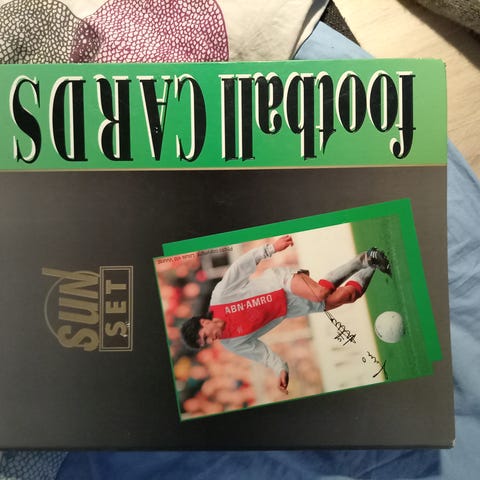 football CARDS
SUN
SET
ABN·AMRO